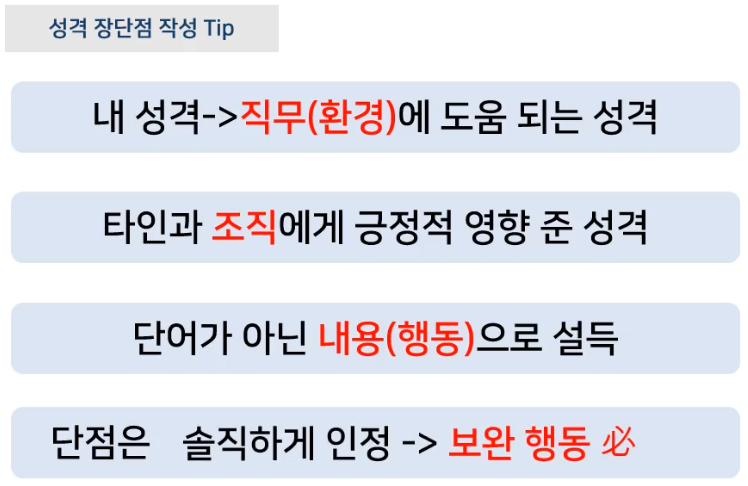 성격 장단점 작성 Tip
내 성격->직무(환경)에 도움 되는 성격
타인과 조직에게 긍정적 영향 준 성격
단어가 아닌 내용(행동)으로 설득
단점은 솔직하게 인정 -> 보완 행동 必